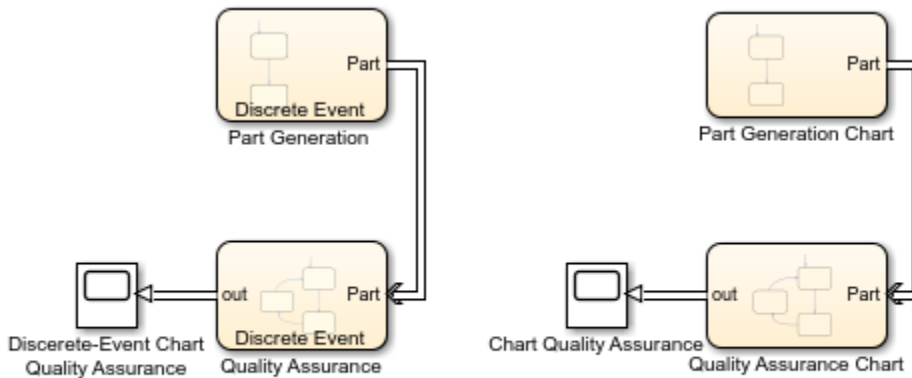 Part
Discrete Event
Part Generation
Part
Part Generation Chart
out
Part
Discrete Event
Discerete-Event Chart
Quality Assurance
Quality Assurance
out
Part
Chart Quality Assurance
Quality Assurance Chart